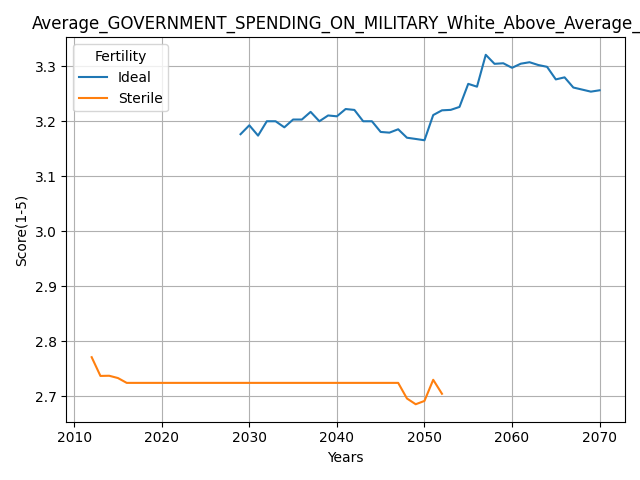 Average_GOVERNMENT_SPENDING_ON_MILITARY_White_Above_Average_
Fertility
Ideal
Sterile
3.3
3.2
3.1
3.0
2.9
2.8
2.7
Score(1-5)
2010 2020 2030 2040 2050 2060 2070
Years